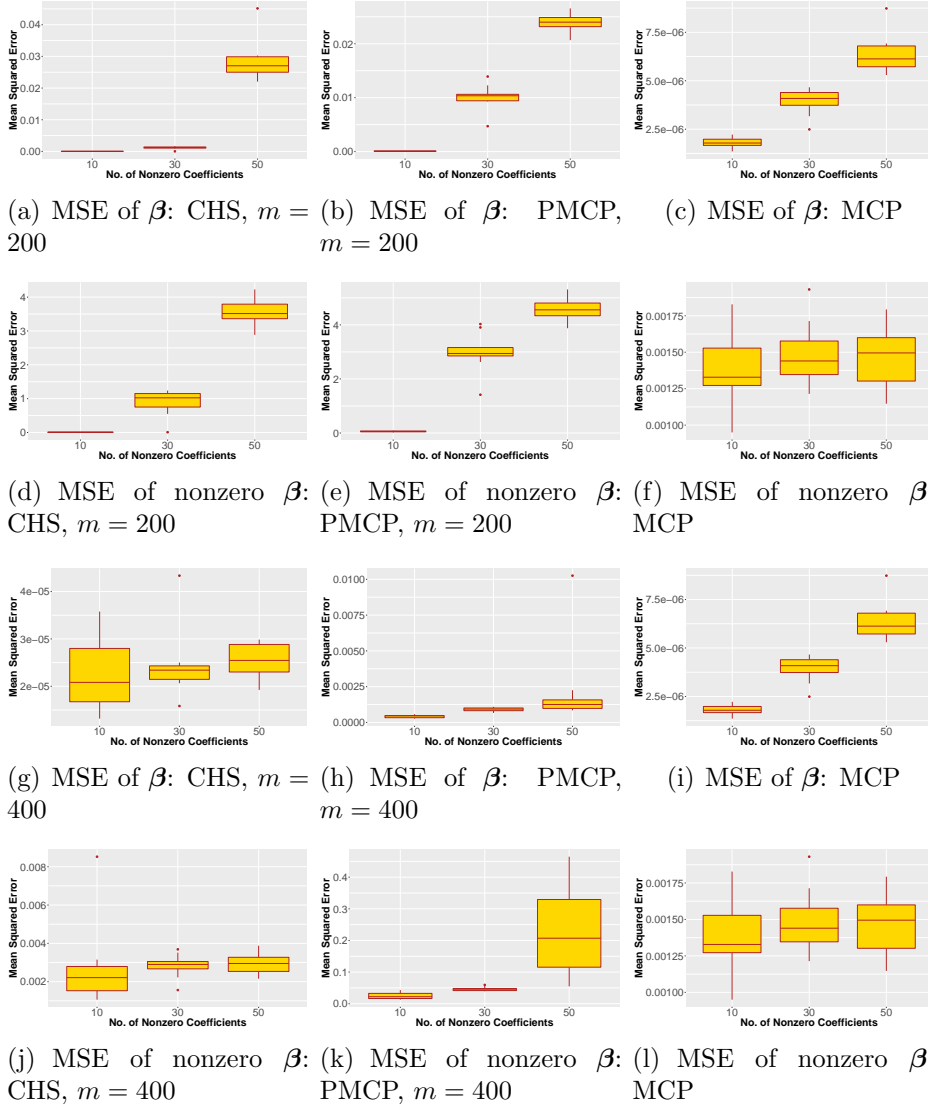 Mean Squared Error
0.04
0.03
0.02
0.01
0.00
10 30 50
No. of Nonzero Coefficients
(a) MSE of β: CHS, m = 200
Mean Squared Error
0.02
0.01
0.00
10 30 50
No. of Nonzero Coefficients
(b) MSE of β: PMCP, m = 200
Mean Squared Error
7.5e−06
5.0e−06
2.5e−06
10 30 50
No. of Nonzero Coefficients
(c) MSE of β: MCP
Mean Squared Error
4
3
2
1
0
10 30 50
No. of Nonzero Coefficients
(d) MSE of nonzero β: CHS, m = 200
Mean Squared Error
4
2
0
10 30 50
No. of Nonzero Coefficients
(e) MSE of nonzero β: PMCP, m = 200
Mean Squared Error
0.00175
0.00150
0.00125
0.00100
10 30 50
No. of Nonzero Coefficients
(f) MSE of nonzero β MCP
Mean Squared Error
4e−05
3e−05
2e−05
10 30 50
No. of Nonzero Coefficients
(g) MSE of β: CHS, m = 400
Mean Squared Error
0.0100
0.0075
0.0050
0.0025
0.0000
10 30 50
No. of Nonzero Coefficients
(h) MSE of β: PMCP, m = 400
Mean Squared Error
7.5e−06
5.0e−06
2.5e−06
10 30 50
No. of Nonzero Coefficients
(i) MSE of β: MCP
Mean Squared Error
0.008
0.006
0.004
0.002
10 30 50
No. of Nonzero Coefficients
(j) MSE of nonzero β: CHS, m = 400
Mean Squared Error
0.4
0.3
0.2
0.1
0.0
10 30 50
No. of Nonzero Coefficients
(k) MSE of nonzero β: PMCP, m = 400
Mean Squared Error
0.00175
0.00150
0.00125
0.00100
10 30 50
No. of Nonzero Coefficients
(l) MSE of nonzero β MCP